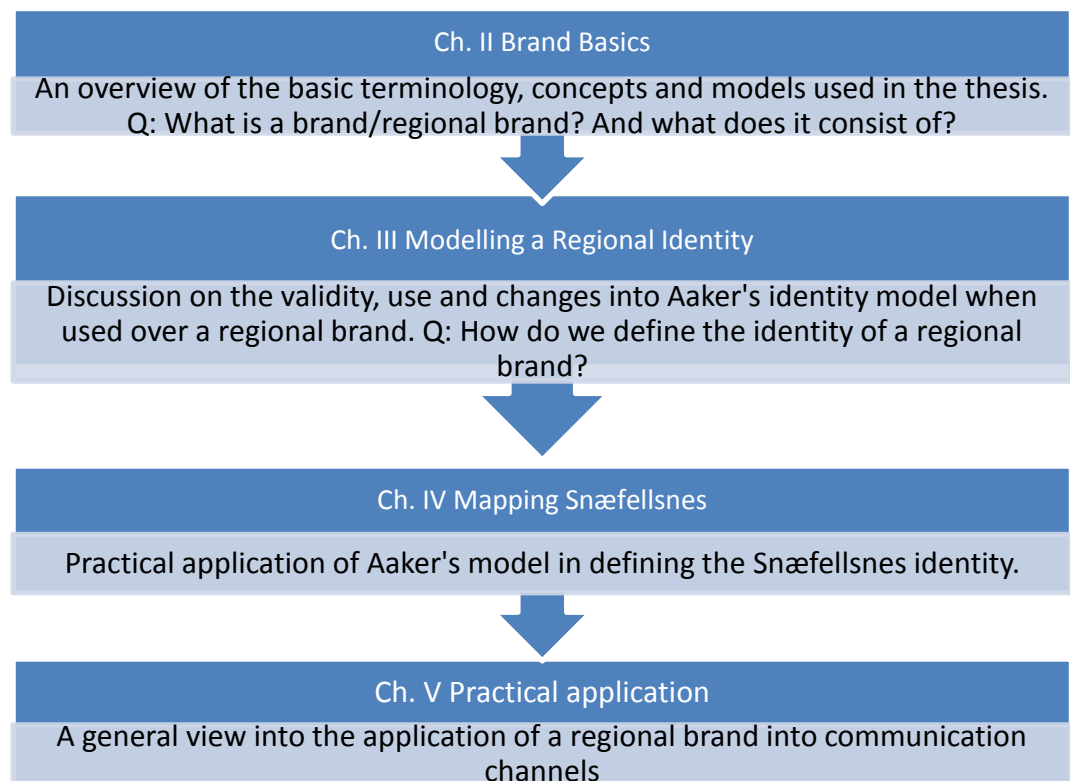 Ch. II Brand Basics
An overview of the basic terminology, concepts and models used in the thesis.
Q: What is a brand/regional brand? And what does it consist of?
Ch. III Modelling a Regional Identity
Discussion on the validity, use and changes into Aaker's identity model when
used over a regional brand. Q: How do we define the identity of a regional
brand?
Ch. IV Mapping Snæfellsnes
Practical application of Aaker's model in defining the Snæfellsnes identity.
Ch. V Practical application
A general view into the application of a regional brand into communication
channels